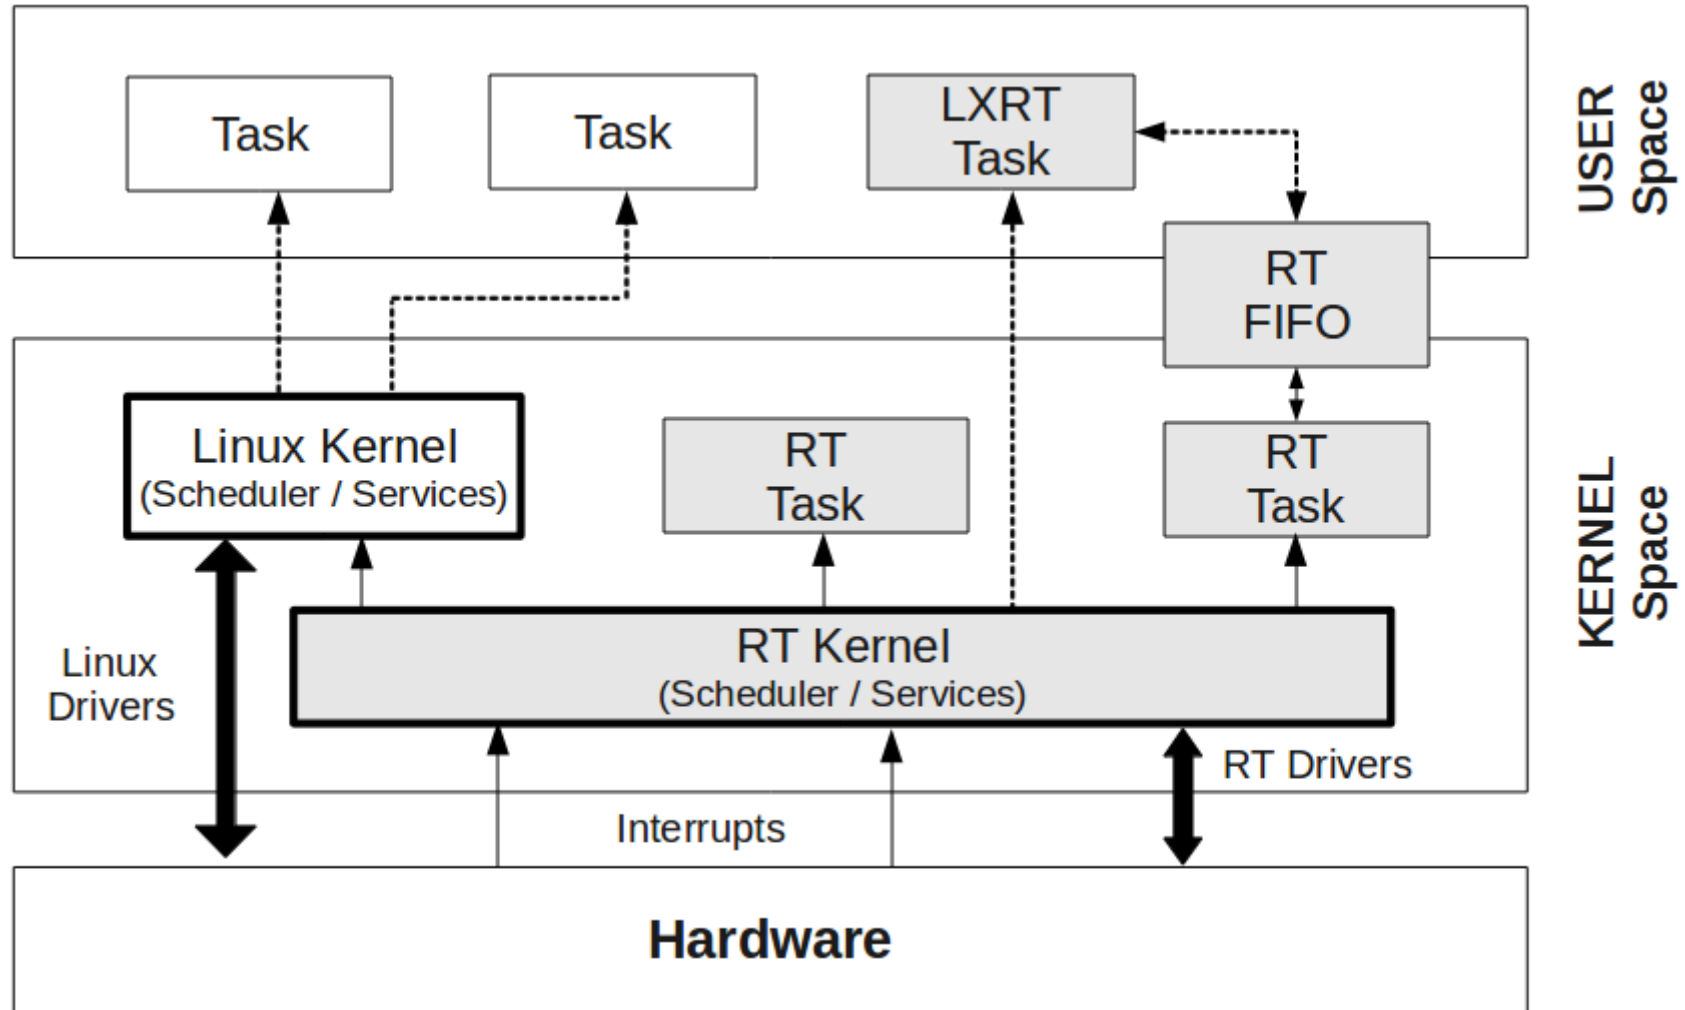 Task
Task
LXRT
Task
USER
Space
RT
FIFO
Linux Kernel
(Scheduler / Services)
RT
Task
RT
Task
KERNEL
Space
Linux
Drivers
RT Kernel
(Scheduler / Services)
RT Drivers
Interrupts
Hardware